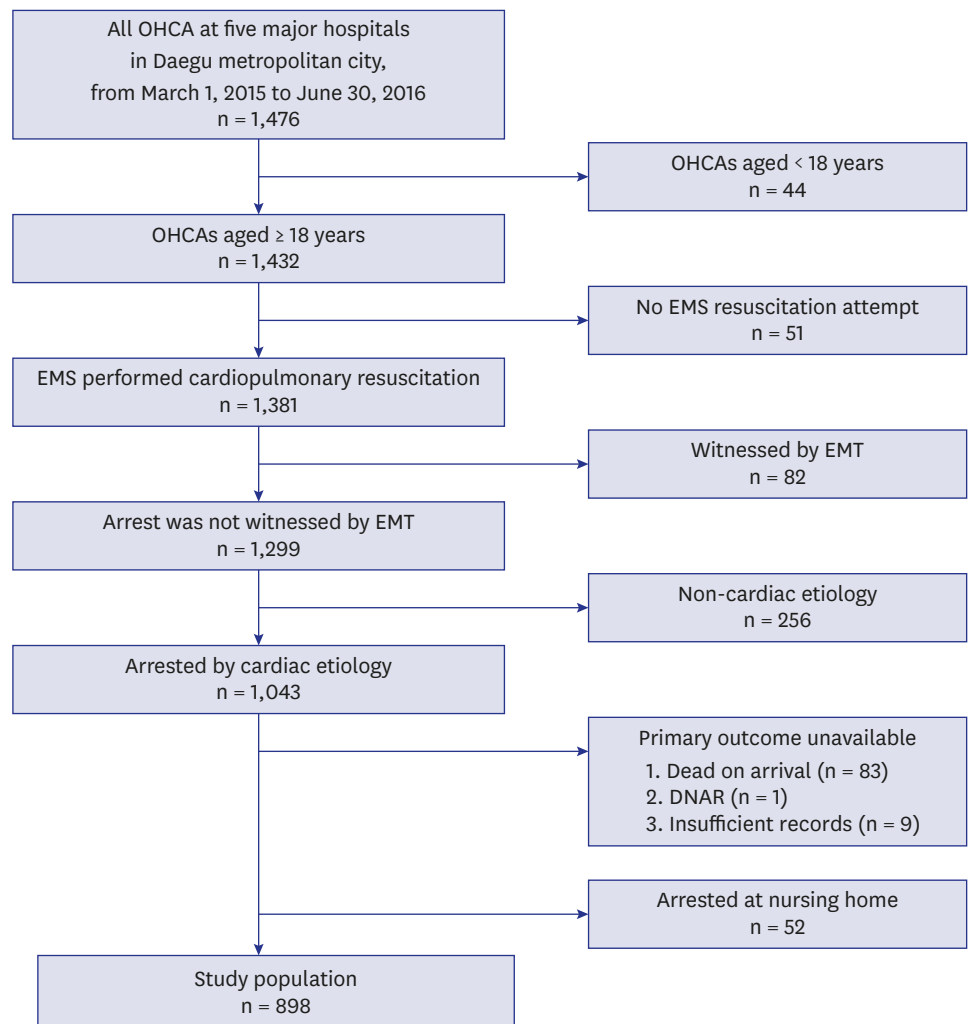 All OHCA at five major hospitals
in Daegu metropolitan city,
from March 1, 2015 to June 30, 2016
n = 1,476
OHCAs aged < 18 years
n = 44
OHCAs aged ≥ 18 years
n = 1,432
No EMS resuscitation attempt
n = 51
EMS performed cardiopulmonary resuscitation
n = 1,381
Witnessed by EMT
n = 82
Arrest was not witnessed by EMT
n = 1,299
Non-cardiac etiology
n = 256
Arrested by cardiac etiology
n = 1,043
Primary outcome unavailable
1. Dead on arrival (n = 83)
2. DNAR (n = 1)
3. Insufficient records (n = 9)
Arrested at nursing home
n = 52
Study population
n = 898